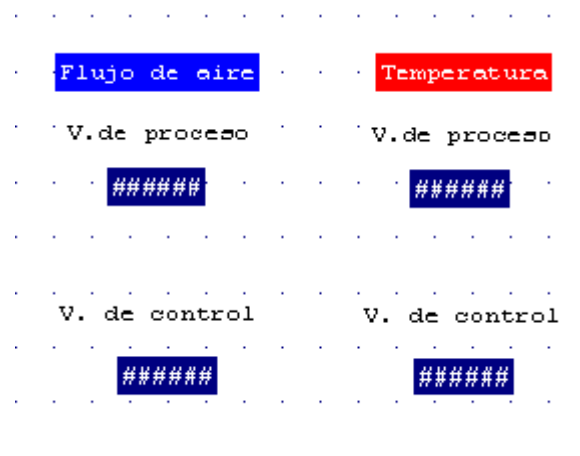 Flujo de aire
Temperatura
V.de proceso
V.de proceso
######
######
V. de control
V. de control
######
######